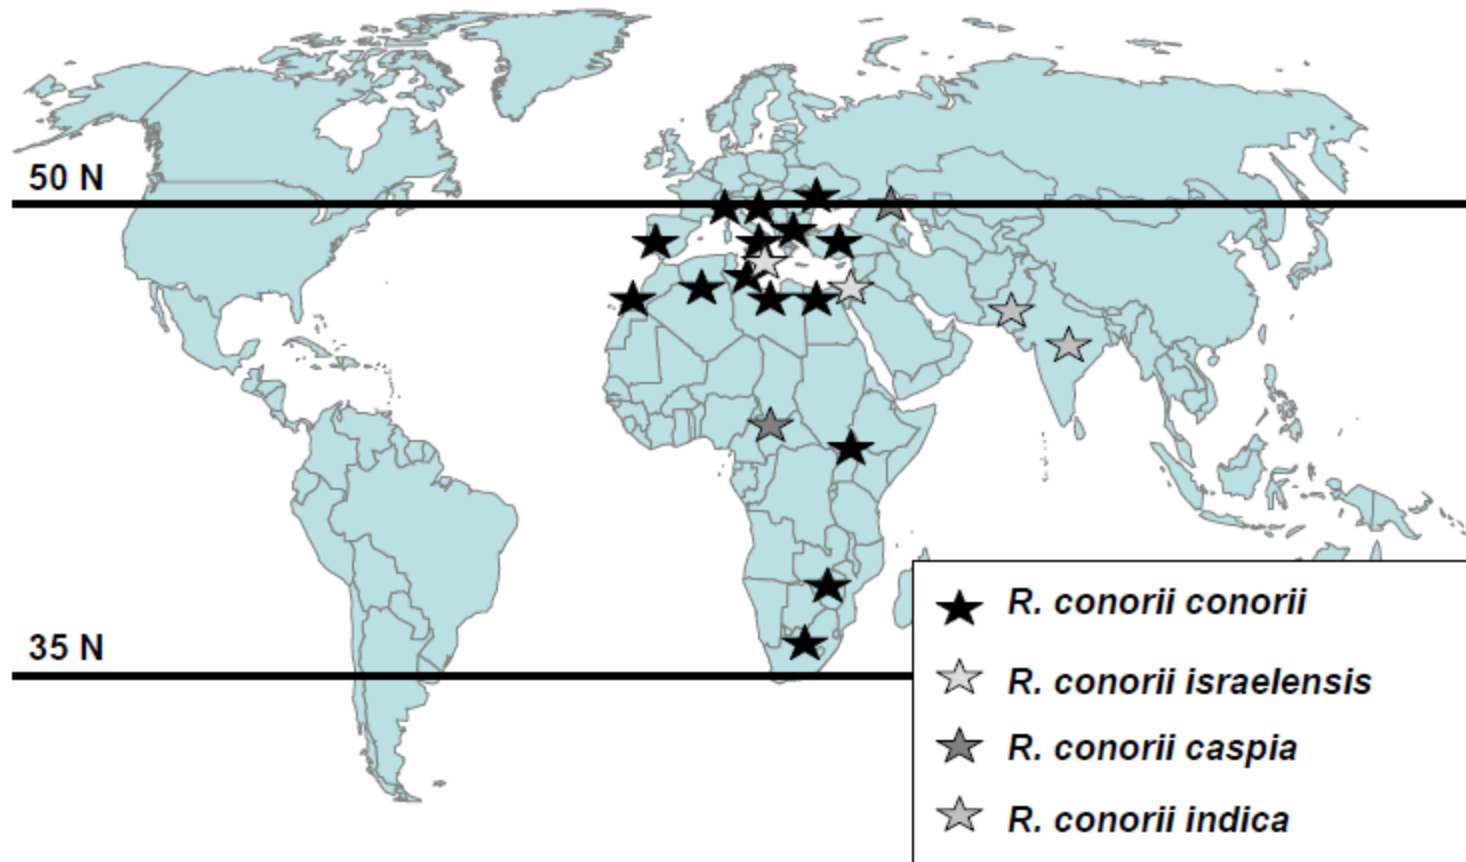 50 N
35 N
R. conorii conorii
R. conorii israelensis
R. conorii caspia
R. conorii indica